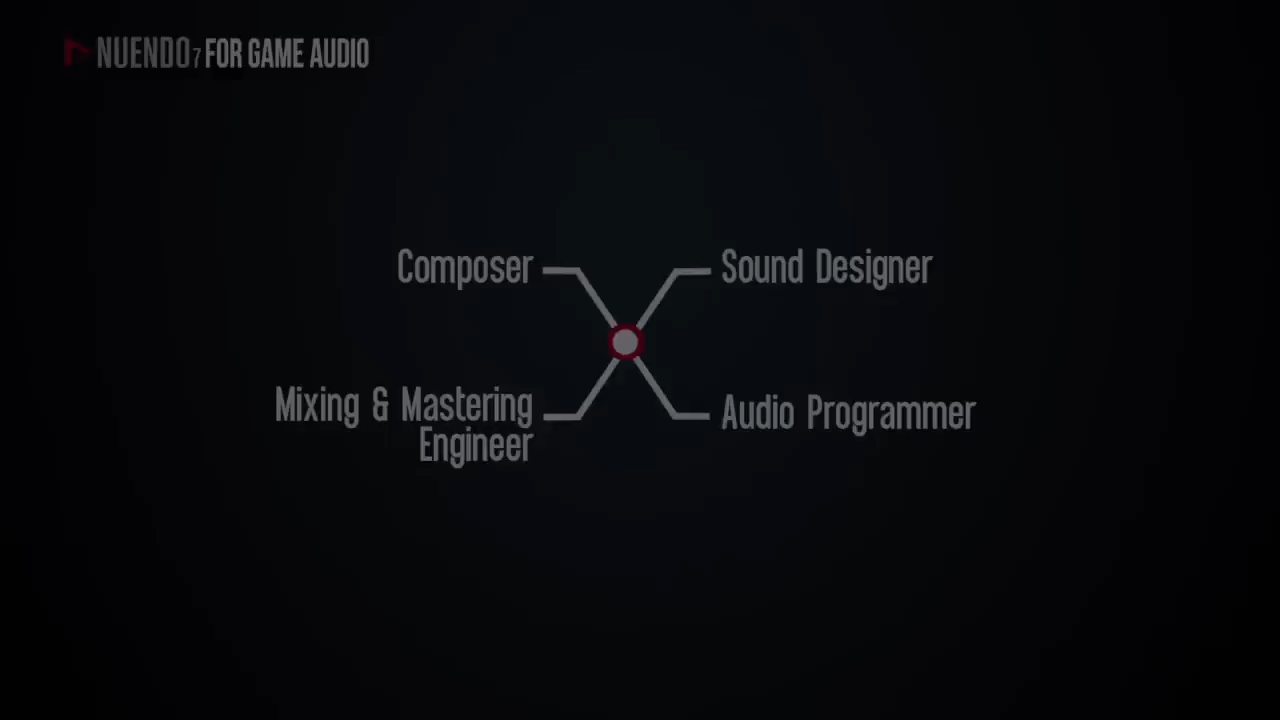 NUENDO7 FOR GAME AUDIO
Composer
Sound Designer
Mixing & Mastering
Engineer
Audio Programmer